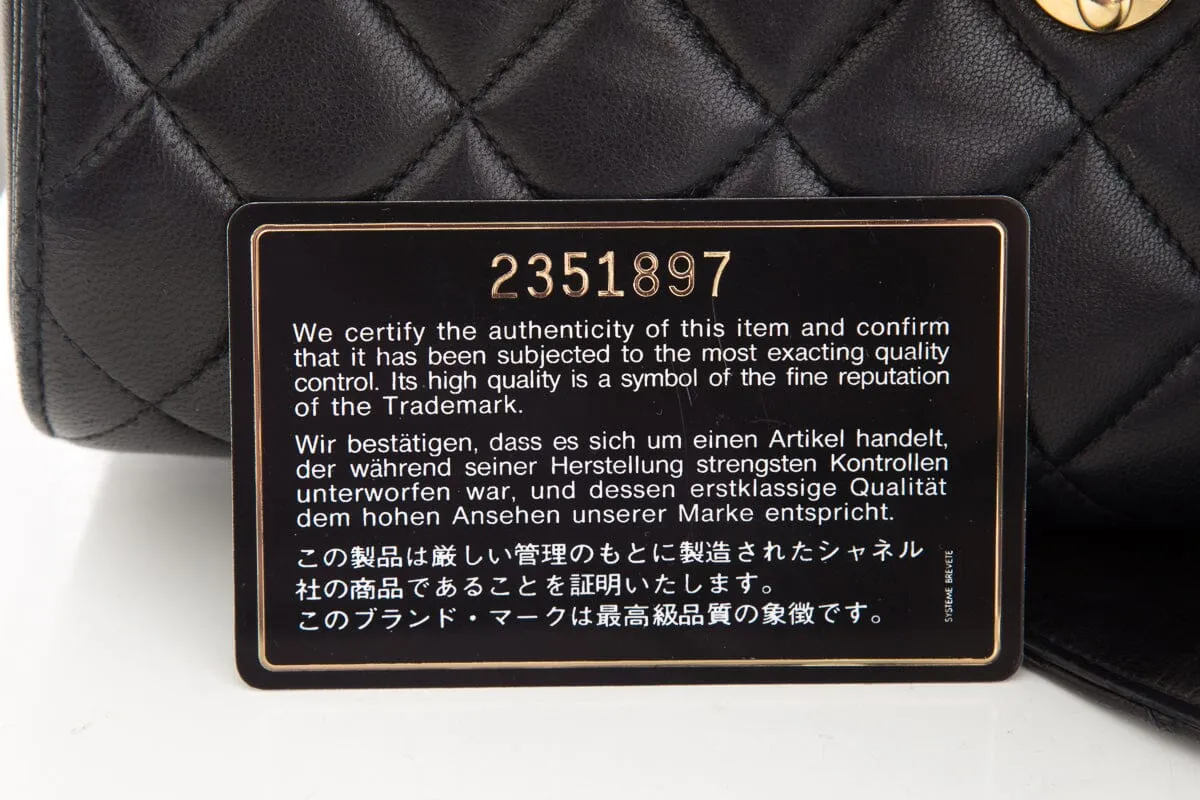 2351897
We certify the authenticity of this item and confirm
that it has been subjected to the most exacting quality
control. Its high quality is a symbol of the fine reputation
of the Trademark.
Wir bestätigen, dass es sich um einen Artikel handelt,
der während seiner Herstellung strengsten Kontrollen
unterworfen war, und dessen erstklassige Qualität
dem hohen Ansehen unserer Marke entspricht.
この製品は厳しい管理のもとに製造されたシャネル
社の商品であることを証明いたします。
このブランド・マークは最高級品質の象徴です。
SYSTEME BREVETE